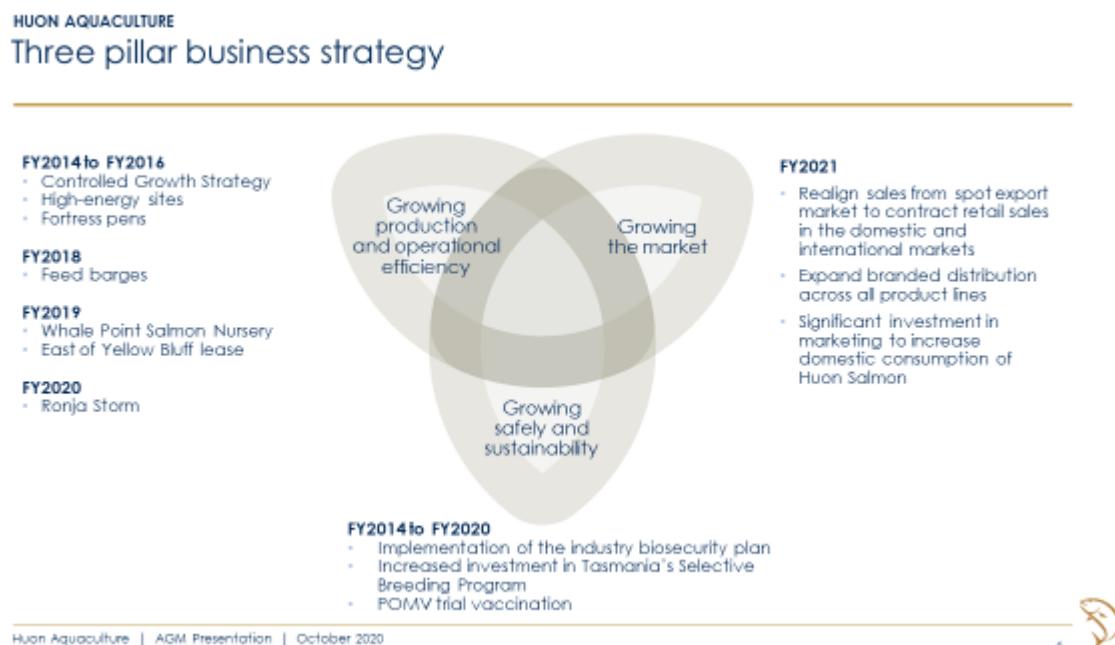 HUON AQUACULTURE
Three pillar business strategy
FY2014 to FY2016
• Controlled Growth Strategy
• High-energy sites
• Fortress pens
FY2018
• Feed barges
FY2019
• Whale Point Salmon Nursery
• East of Yellow Bluff lease
FY2020
• Ronja Storm
Growing
production
and operational
efficiency
Growing
the market
Growing
safely and
sustainability
FY2021
• Realign sales from spot export
market to contract retail sales
in the domestic and
international markets
• Expand branded distribution
across all product lines
• Significant investment in
marketing to increase
domestic consumption of
Huon Salmon
FY2014 to FY2020
• Implementation of the industry biosecurity plan
• Increased investment in Tasmania's Selective
Breeding Program
• POMV trial vaccination
Huon Aquaculture | AGM Presentation | October 2020